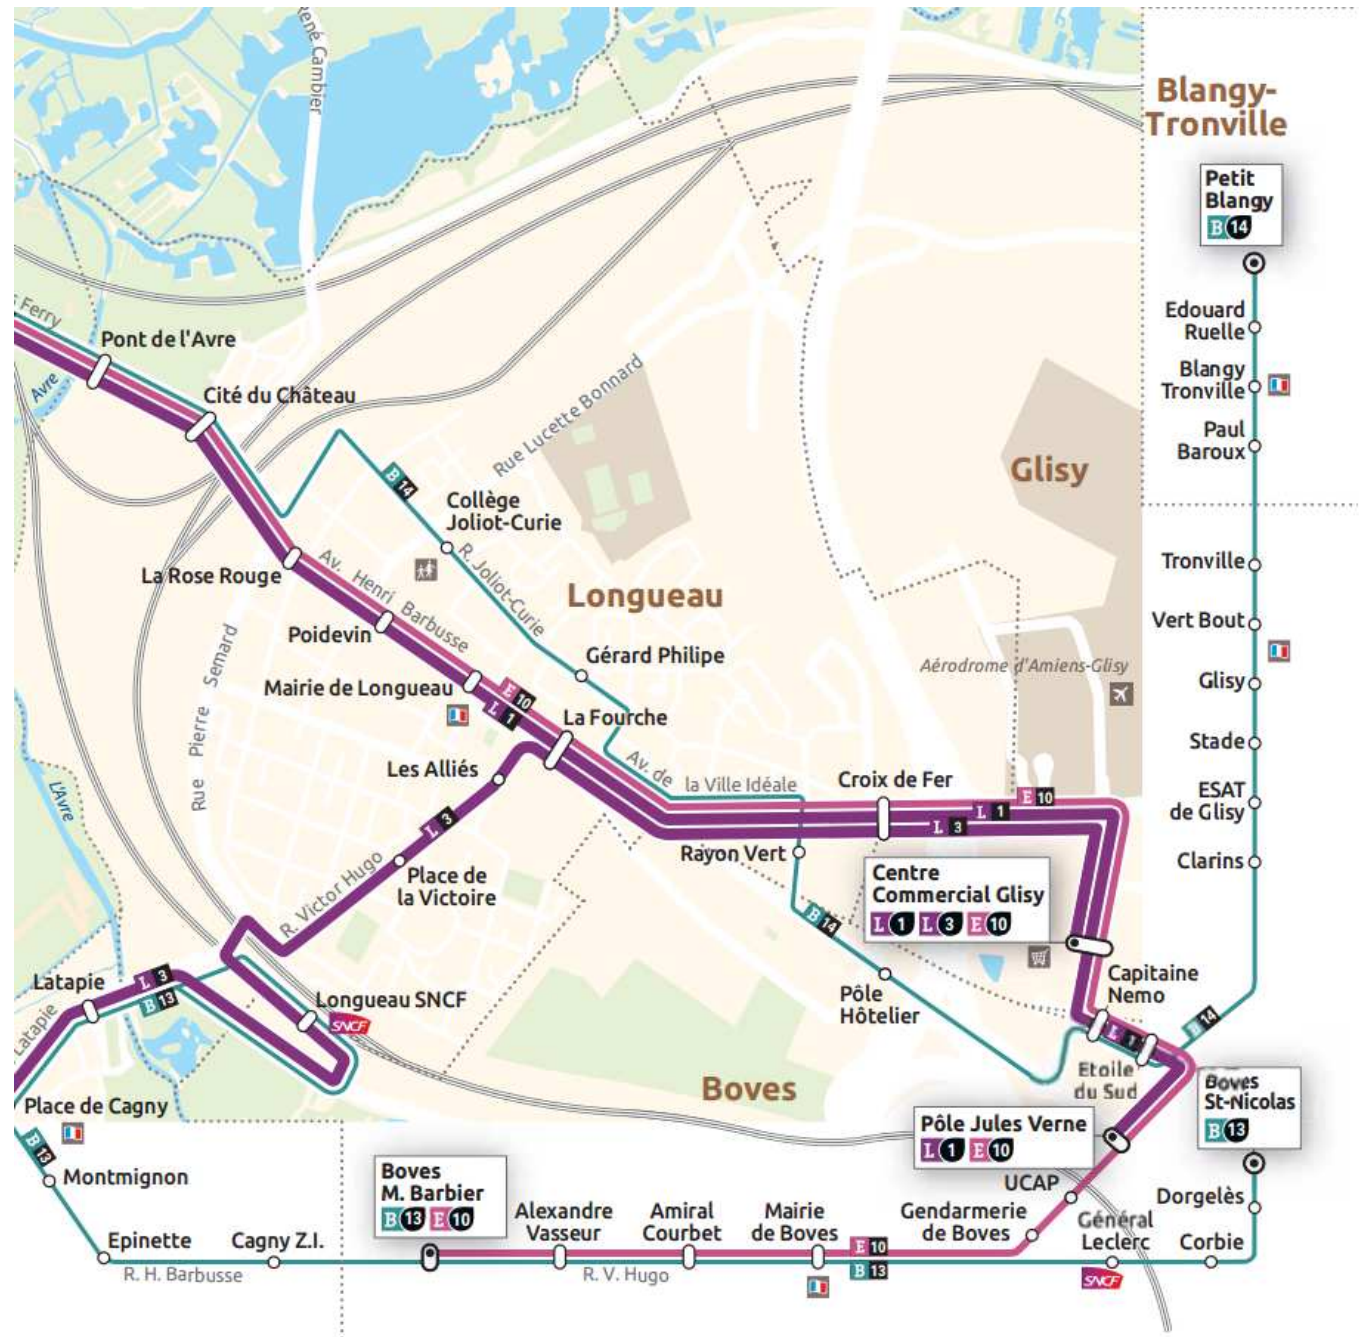 René Cambier
Blangy-
Tronville
Petit
Blangy
B 14
Edouard
Ruelle
Blangy
Tronville
Paul
Baroux
Ferry
Pont de l'Avre
Avre
Cité du Château
Rue Lucette Bonnard
B 14
Collège
Joliot-Curie
R. Joliot-Curie
Glisy
Tronville
La Rose Rouge
Av. Henri Barbusse
Longueau
Vert Bout
Poidevin
Rue Pierre Semard
Gérard Philipe
Aérodrome d'Amiens-Glisy
Glisy
Mairie de Longueau
E 10
L 1
La Fourche
Stade
Les Alliés
Av. de la Ville Idéale
Croix de Fer
ESAT
de Glisy
L'Avre
L 3
L 1
E 10
L 3
Rayon Vert
Clarins
R. Victor Hugo
Place de
la Victoire
Centre
Commercial Glisy
L 1 L 3 E 10
B 14
Latapie
L 3
B 13
Longueau SNCF
SNCF
Latapie
Pôle
Hôtelier
Capitaine
Nemo
L 1
B 14
Etoile
du Sud
Boves
Boves
St-Nicolas
B 13
Place de Cagny
B 13
Pôle Jules Verne
L 1 E 10
Montmignon
Boves
M. Barbier
B 13 E 10
UCAP
Dorgelès
Alexandre
Vasseur
Amiral
Courbet
Mairie
de Boves
Gendarmerie
de Boves
Général
Leclerc
Corbie
Epinette
Cagny Z.I.
E 10
B 13
R. H. Barbusse
R. V. Hugo
SNCF